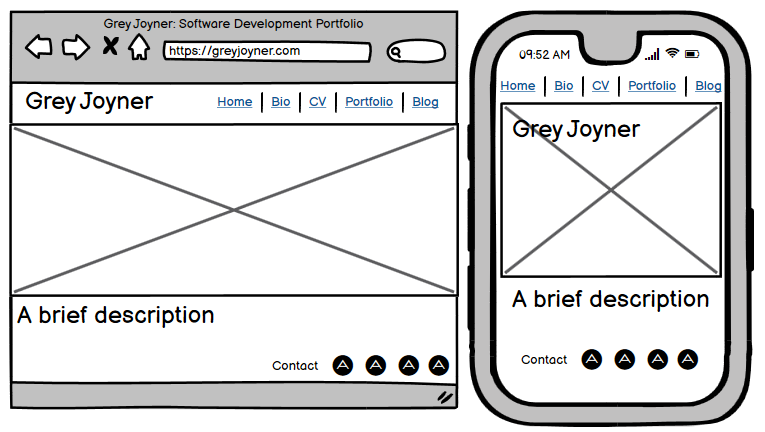 Grey Joyner: Software Development Portfolio
https://greyjoyner.com
Grey Joyner
Home | Bio | CV | Portfolio | Blog
A brief description
Contact
09:52 AM
Home | Bio | CV | Portfolio | Blog
Grey Joyner
A brief description
Contact